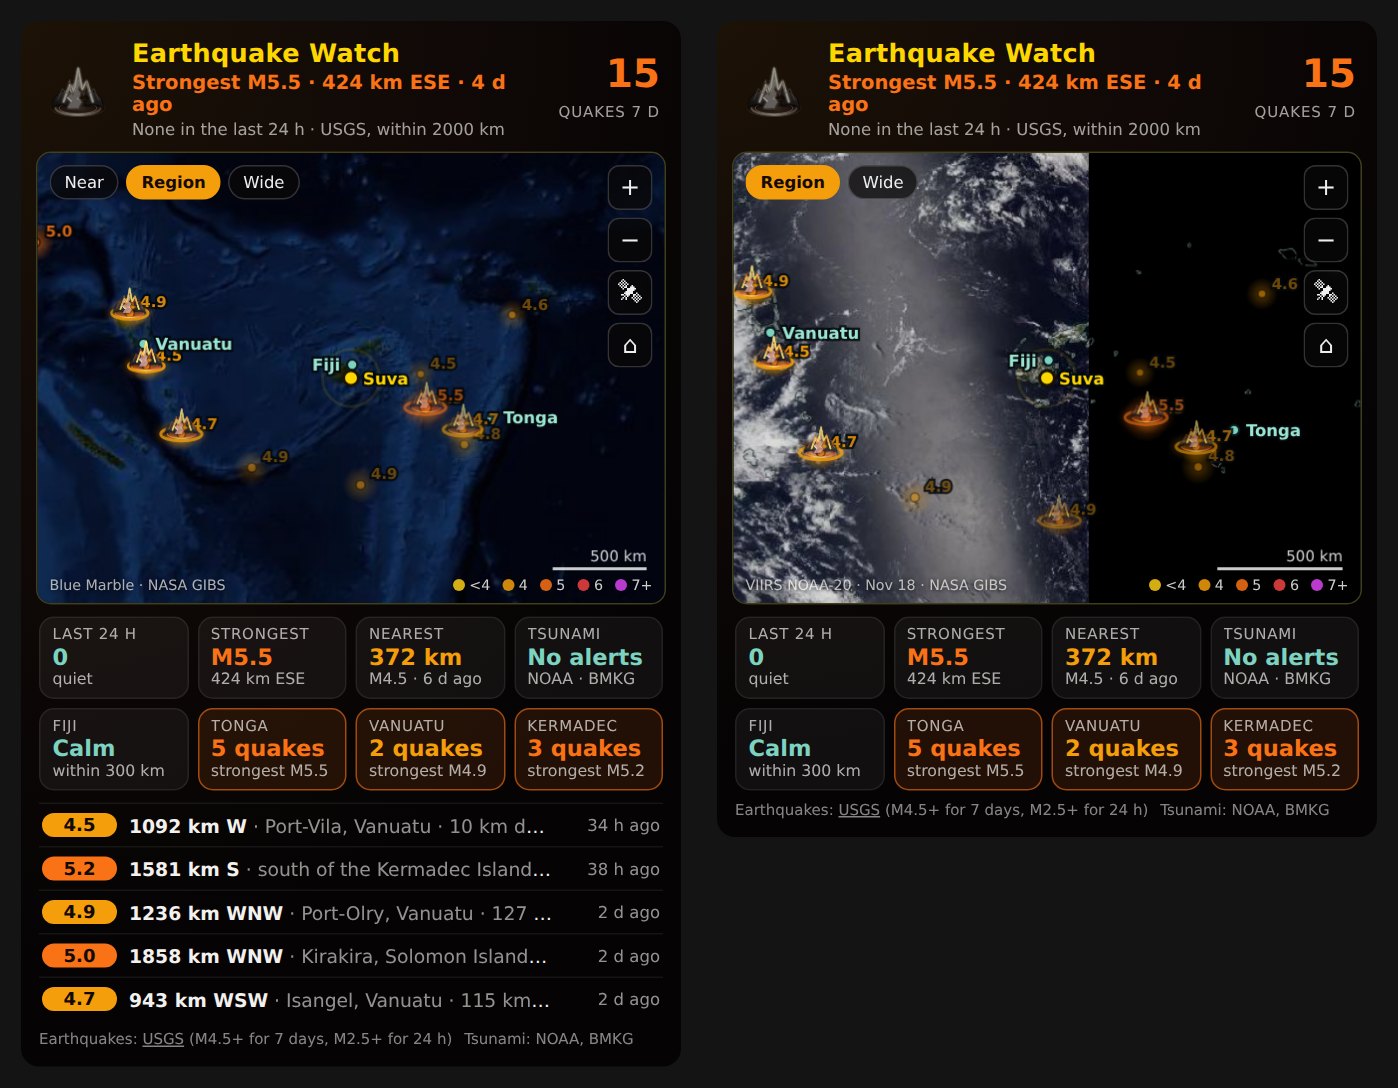 Earthquake Watch
Strongest M5.5 · 424 km ESE · 4 d
ago
None in the last 24 h · USGS, within 2000 km
15
QUAKES 7 D
Near
Region
Wide
+
−
⌂
5.0
4.9
4.6
Vanuatu
4.5
Fiji
4.5
Suva
5.5
4.7
4.7
Tonga
4.8
4.9
4.9
500 km
Blue Marble · NASA GIBS
<4
4
5
6
7+
LAST 24 H
0
quiet
STRONGEST
M5.5
424 km ESE
NEAREST
372 km
M4.5 · 6 d ago
TSUNAMI
No alerts
NOAA · BMKG
FIJI
Calm
within 300 km
TONGA
5 quakes
strongest M5.5
VANUATU
2 quakes
strongest M4.9
KERMADEC
3 quakes
strongest M5.2
4.5 1092 km W · Port-Vila, Vanuatu · 10 km d... 34 h ago
5.2 1581 km S · south of the Kermadec Island... 38 h ago
4.9 1236 km WNW · Port-Olry, Vanuatu · 127 ... 2 d ago
5.0 1858 km WNW · Kirakira, Solomon Island... 2 d ago
4.7 943 km WSW · Isangel, Vanuatu · 115 km... 2 d ago
Earthquakes: USGS (M4.5+ for 7 days, M2.5+ for 24 h) Tsunami: NOAA, BMKG
Earthquake Watch
Strongest M5.5 · 424 km ESE · 4 d
ago
None in the last 24 h · USGS, within 2000 km
15
QUAKES 7 D
Region
Wide
+
−
⌂
4.9
4.6
Vanuatu
4.5
Fiji
4.5
Suva
5.5
4.7
Tonga
4.7
4.8
4.9
4.9
500 km
VIIRS NOAA-20 · Nov 18 · NASA GIBS
<4
4
5
6
7+
LAST 24 H
0
quiet
STRONGEST
M5.5
424 km ESE
NEAREST
372 km
M4.5 · 6 d ago
TSUNAMI
No alerts
NOAA · BMKG
FIJI
Calm
within 300 km
TONGA
5 quakes
strongest M5.5
VANUATU
2 quakes
strongest M4.9
KERMADEC
3 quakes
strongest M5.2
Earthquakes: USGS (M4.5+ for 7 days, M2.5+ for 24 h) Tsunami: NOAA, BMKG